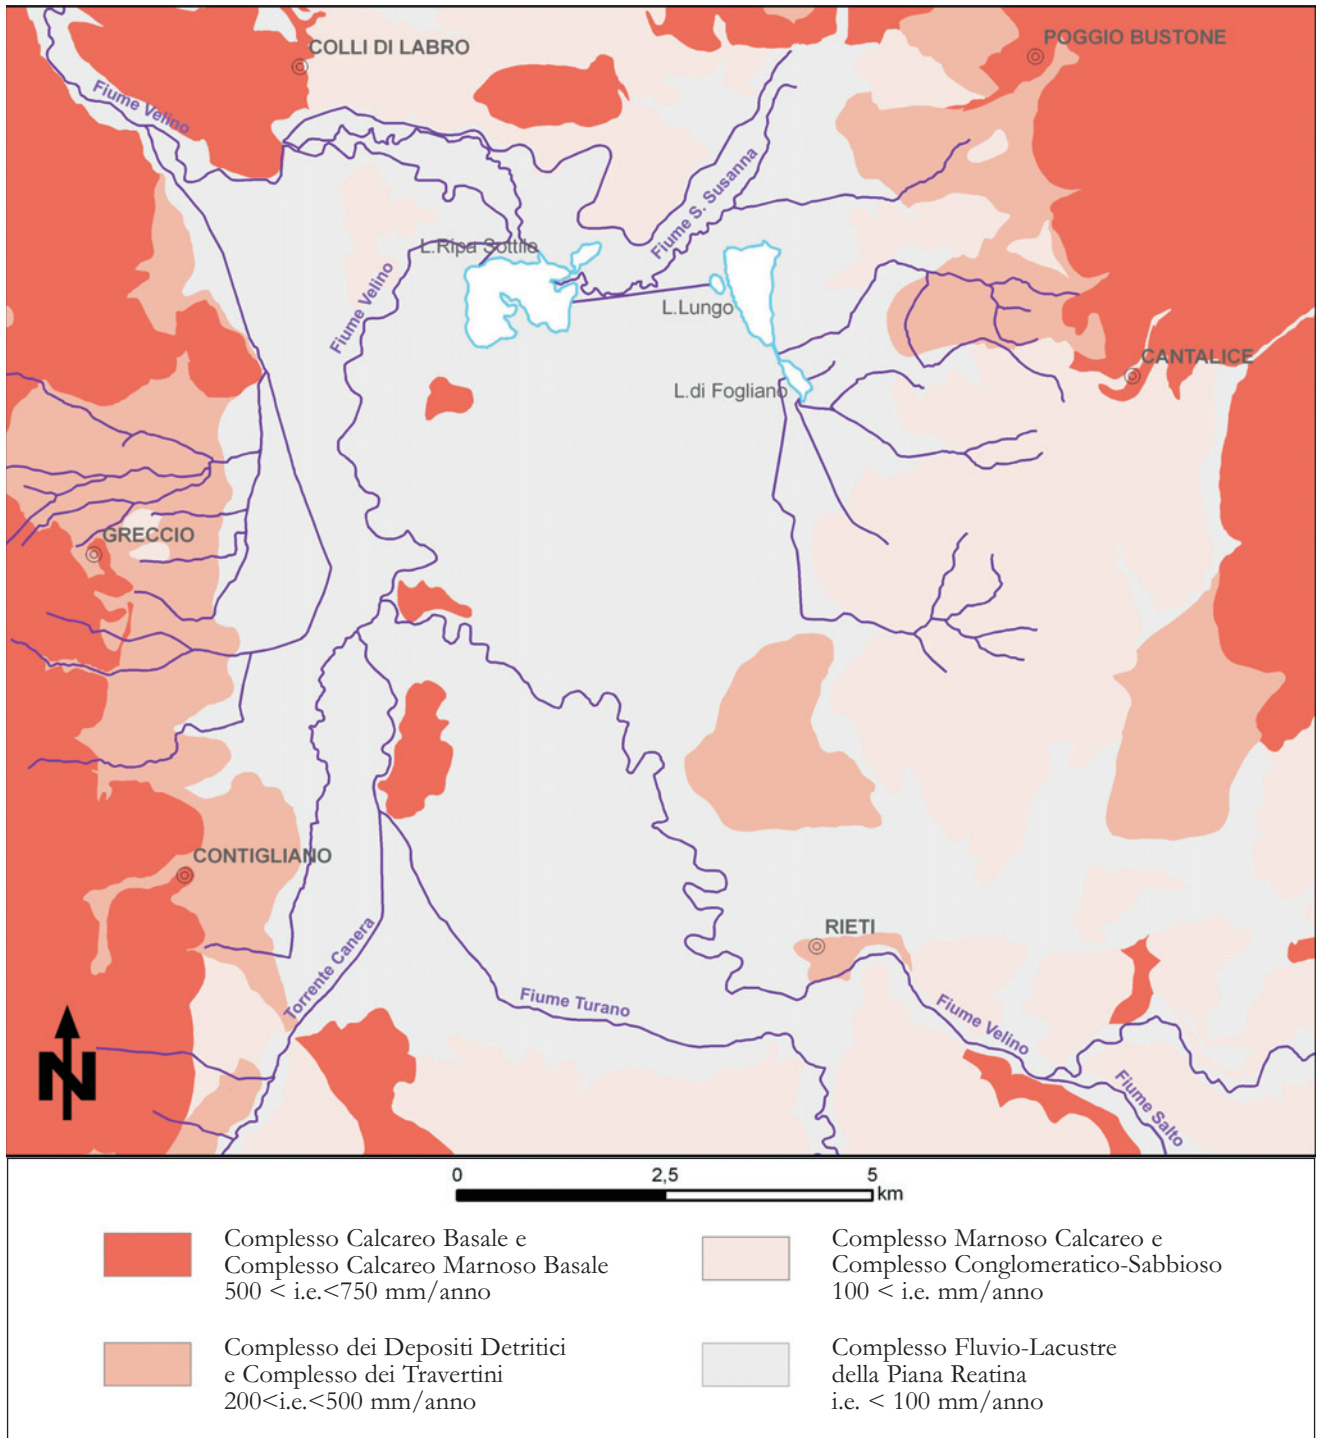 COLLI DI LABRO
POGGIO BUSTONE
Fiume Velino
Fiume S. Susanna
L.Ripa Sottile
Fiume Velino
L.Lungo
CANTALICE
L.di Fogliano
GRECCIO
CONTIGLIANO
RIETI
Torrente Canera
Fiume Turano
Fiume Velino
Fiume Salto
N
0 2,5 5
km
Complesso Calcareo Basale e
Complesso Calcareo Marnoso Basale
500 < i.e.<750 mm/anno
Complesso Marnoso Calcareo e
Complesso Conglomeratico-Sabbioso
100 < i.e. mm/anno
Complesso dei Depositi Detritici
e Complesso dei Travertini
200<i.e.<500 mm/anno
Complesso Fluvio-Lacustre
della Piana Reatina
i.e. < 100 mm/anno